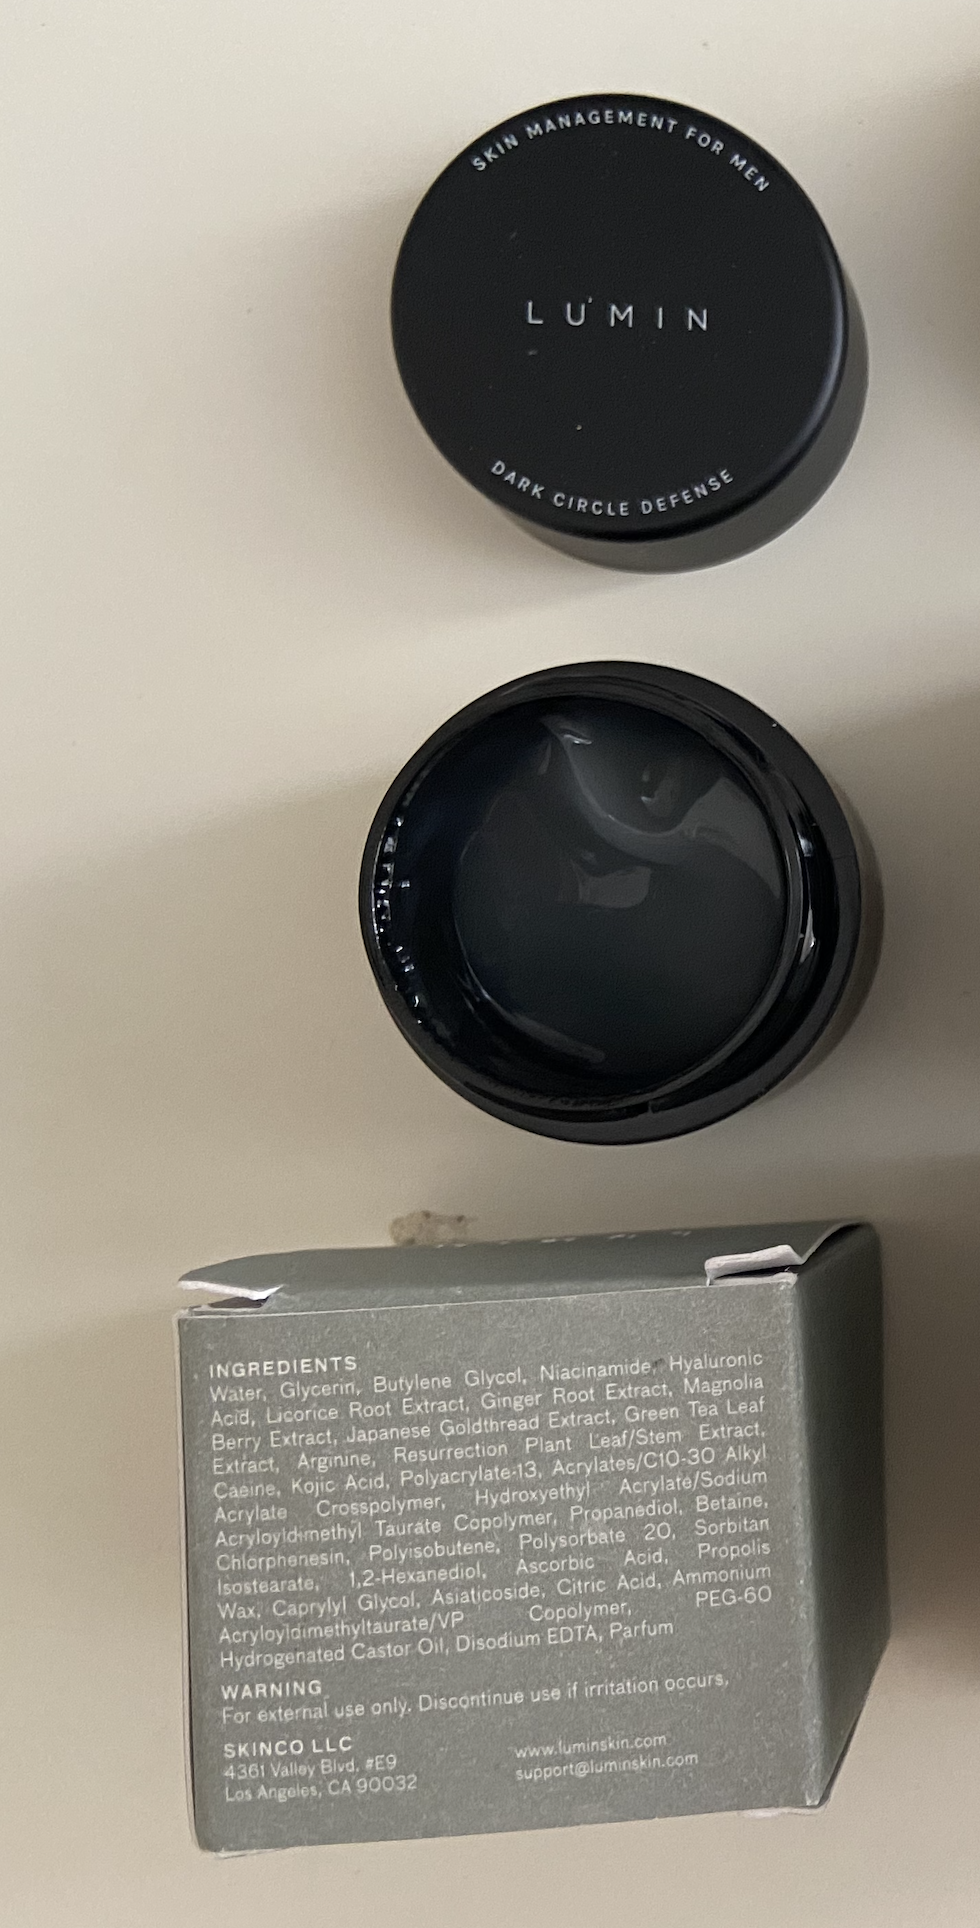 SKIN MANAGEMENT FOR MEN
LUMIN
DARK CIRCLE DEFENSE
INGREDIENTS
Water, Glycerin, Butylene Glycol, Niacinamide, Hyaluronic
Acid, Licorice Root Extract, Ginger Root Extract, Magnolia
Berry Extract, Japanese Goldthread Extract, Green Tea Leaf
Extract, Arginine, Resurrection Plant Leaf/Stem Extract,
Caeine, Kojic Acid, Polyacrylate-13, Acrylates/C10-30 Alkyl
Acrylate Crosspolymer, Hydroxyethyl Acrylate/Sodium
Acryloyldimethyl Taurate Copolymer, Propanediol, Betaine,
Chlorphenesin, Polyisobutene, Polysorbate 20, Sorbitan
Isostearate, 1,2-Hexanediol, Ascorbic Acid, Propolis
Wax, Caprylyl Glycol, Asiaticoside, Citric Acid, Ammonium
Acryloyldimethyltaurate/VP Copolymer, PEG-60
Hydrogenated Castor Oil, Disodium EDTA, Parfum
WARNING
For external use only. Discontinue use if irritation occurs,
SKINCO LLC
4361 Valley Blvd. #E9
Los Angeles, CA 90032
www.luminskin.com
support@luminskin.com